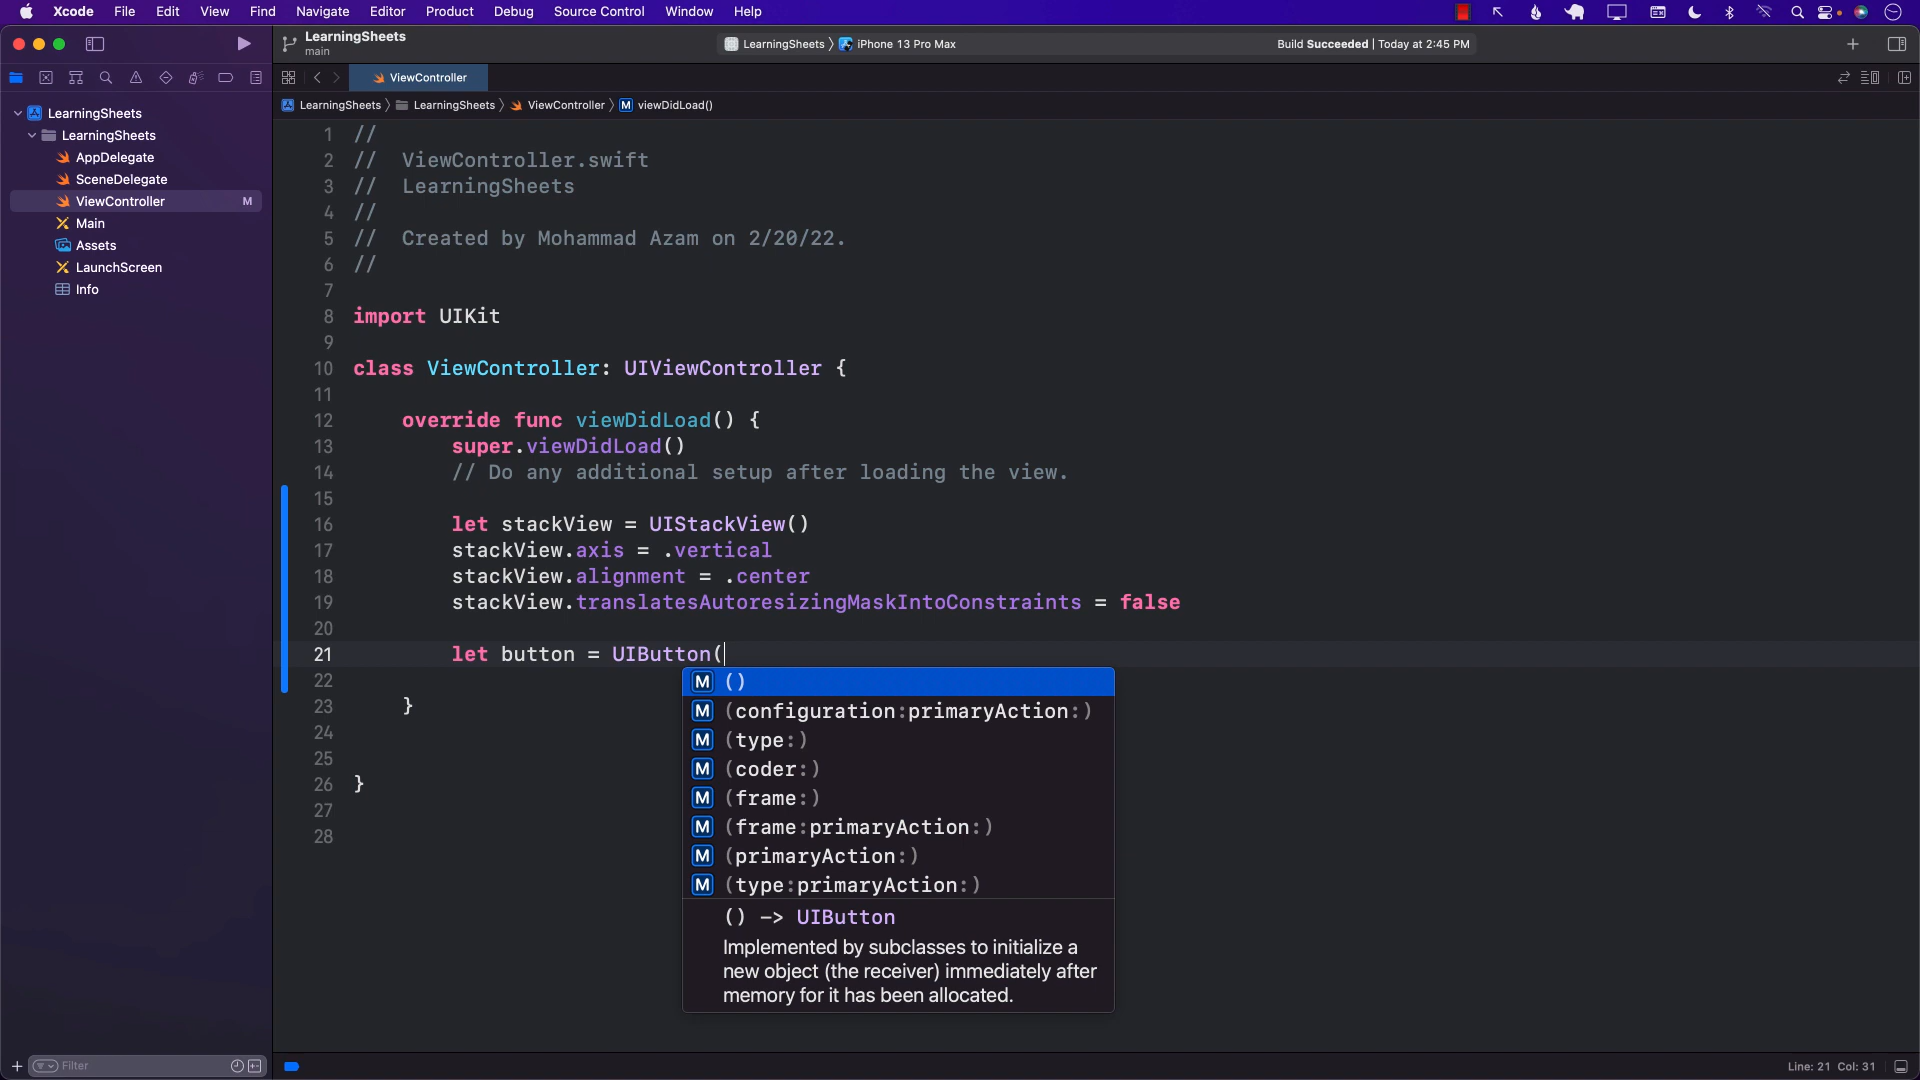 Xcode File Edit View Find Navigate Editor Product Debug Source Control Window Help
LearningSheets
main
LearningSheets iPhone 13 Pro Max
Build Succeeded | Today at 2:45 PM
ViewController
LearningSheets LearningSheets ViewController M viewDidLoad()
LearningSheets
LearningSheets
AppDelegate
SceneDelegate
ViewController M
Main
Assets
LaunchScreen
Info
1 //
2 //  ViewController.swift
3 //  LearningSheets
4 //
5 //  Created by Mohammad Azam on 2/20/22.
6 //
7
8 import UIKit
9
10 class ViewController: UIViewController {
11
12     override func viewDidLoad() {
13         super.viewDidLoad()
14         // Do any additional setup after loading the view.
15
16         let stackView = UIStackView()
17         stackView.axis = .vertical
18         stackView.alignment = .center
19         stackView.translatesAutoresizingMaskIntoConstraints = false
20
21         let button = UIButton(
22
23     }
24
25
26 }
27
28
M ()
M (configuration:primaryAction:)
M (type:)
M (coder:)
M (frame:)
M (frame:primaryAction:)
M (primaryAction:)
M (type:primaryAction:)
() -> UIButton
Implemented by subclasses to initialize a
new object (the receiver) immediately after
memory for it has been allocated.
Filter
Line: 21 Col: 31